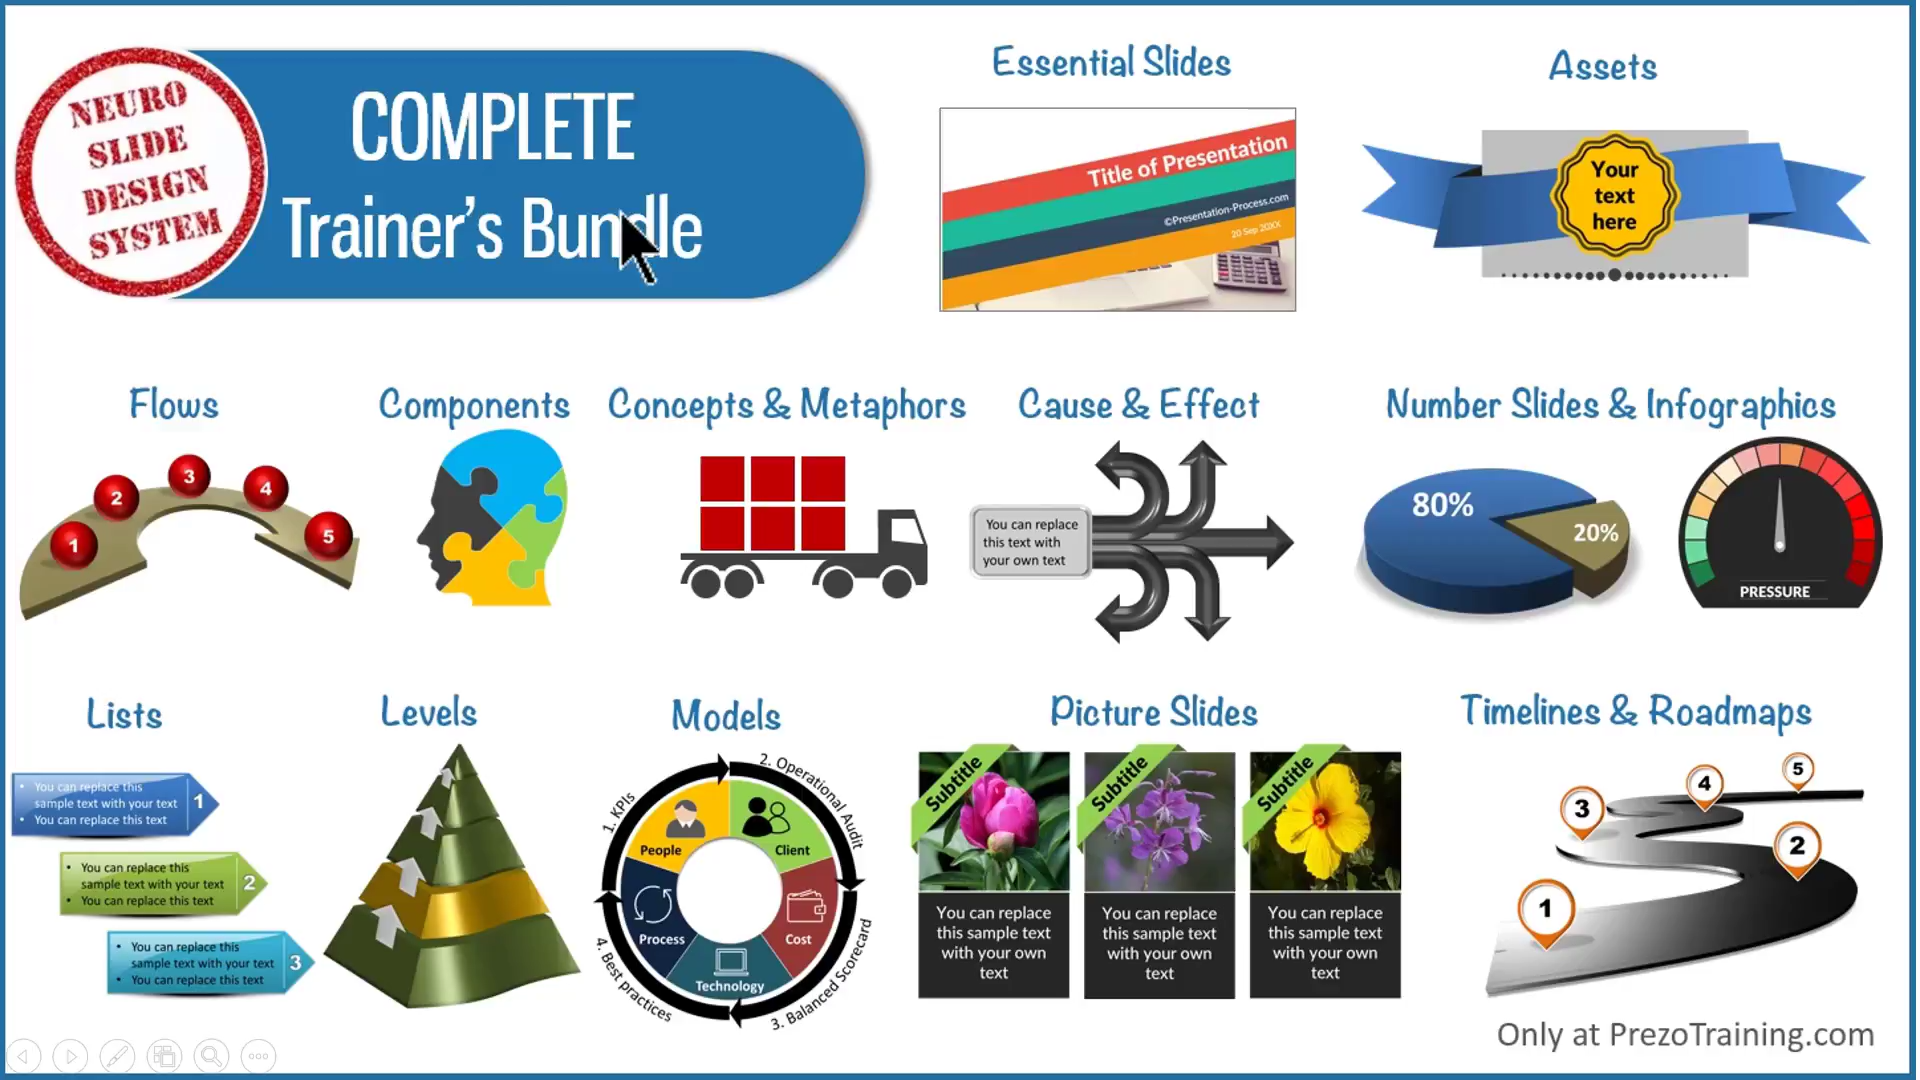 NEURO
SLIDE
DESIGN
SYSTEM
COMPLETE
Trainer's Bundle
Essential Slides
Title of Presentation
©Presentation-Process.com
20 Sep 20XX
Assets
Your
text
here
Flows
1
2
3
4
5
Components
Concepts & Metaphors
Cause & Effect
You can replace
this text with
your own text
Number Slides & Infographics
80%
20%
PRESSURE
Lists
• You can replace this
sample text with your text
• You can replace this text
1
• You can replace this
sample text with your text
• You can replace this text
2
• You can replace this
sample text with your text
• You can replace this text
3
Levels
Models
1. KPIs
2. Operational Audit
3. Balanced Scorecard
4. Best practices
People
Client
Cost
Technology
Process
Picture Slides
Subtitle
You can replace
this sample text
with your own
text
Subtitle
You can replace
this sample text
with your own
text
Subtitle
You can replace
this sample text
with your own
text
Timelines & Roadmaps
1
2
3
4
5
Only at PrezoTraining.com